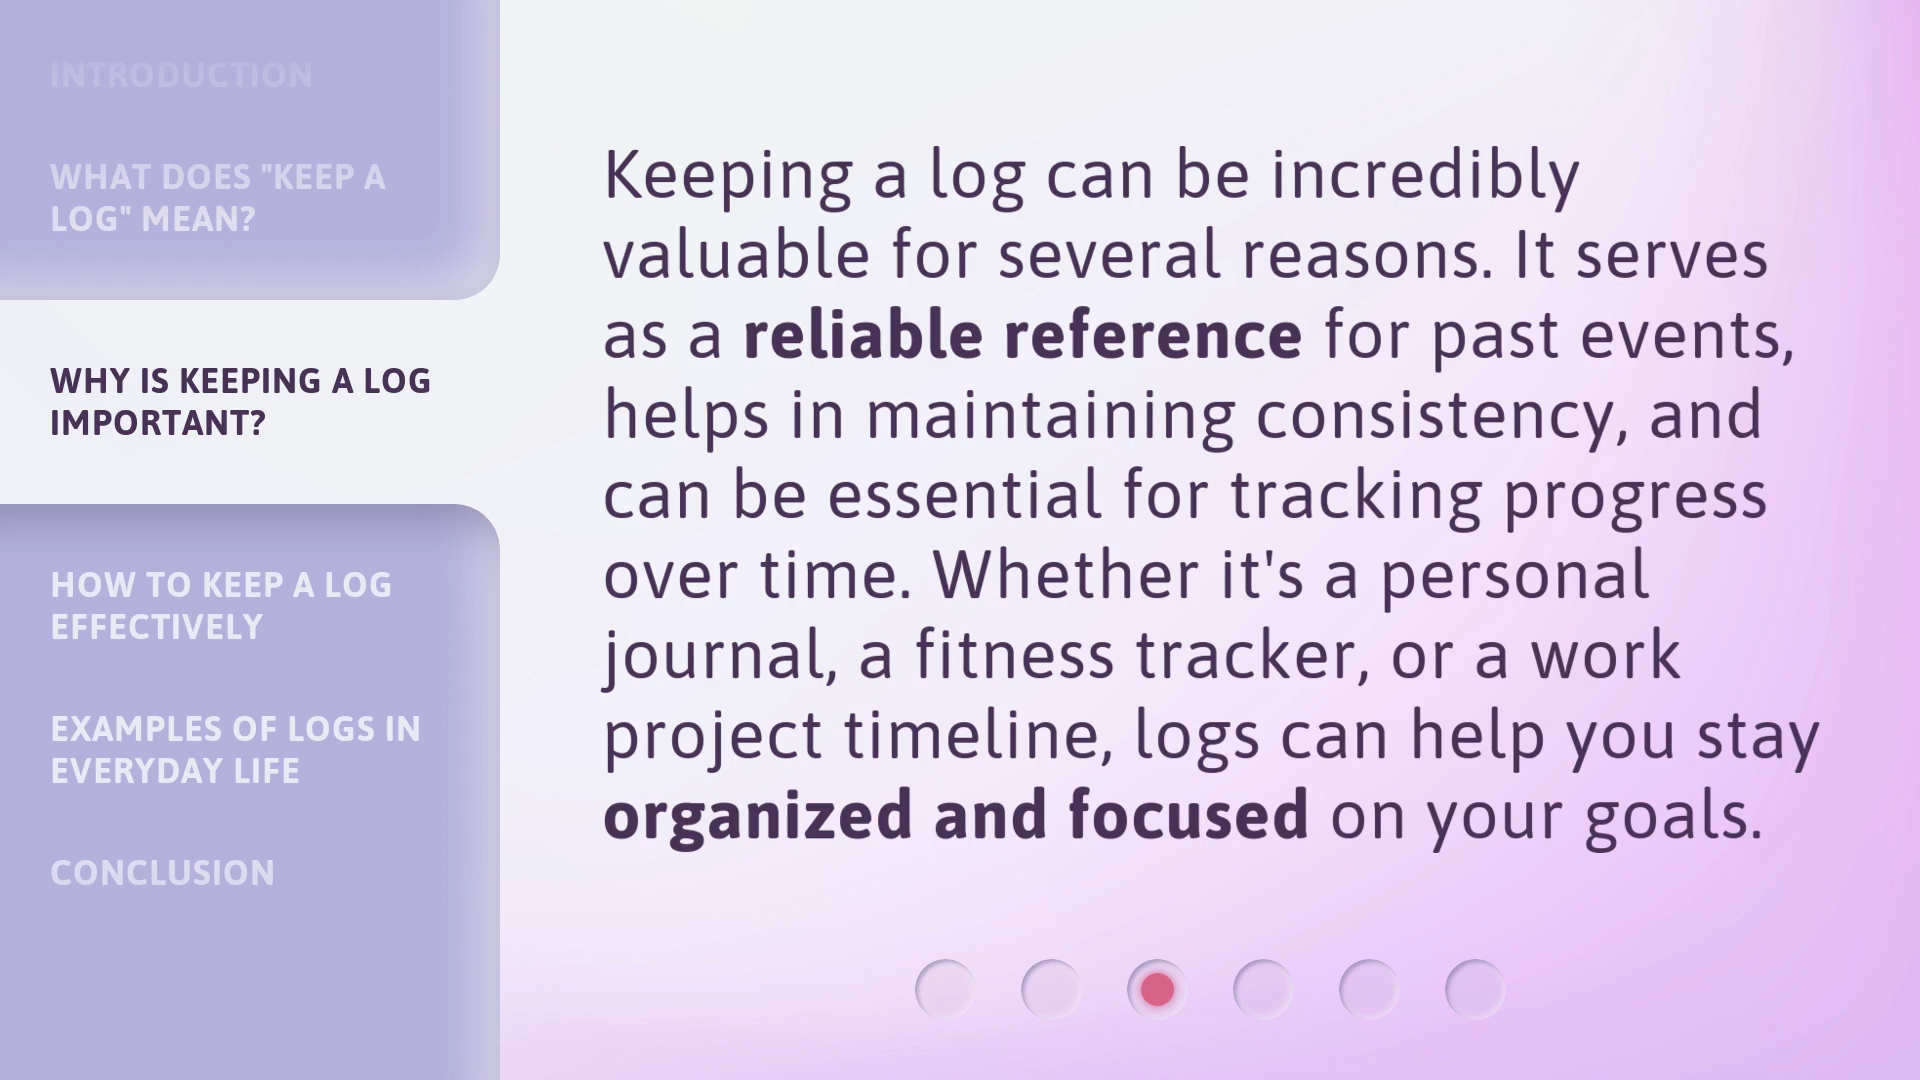 INTRODUCTION
WHAT DOES "KEEP A
LOG" MEAN?
WHY IS KEEPING A LOG
IMPORTANT?
HOW TO KEEP A LOG
EFFECTIVELY
EXAMPLES OF LOGS IN
EVERYDAY LIFE
CONCLUSION
Keeping a log can be incredibly
valuable for several reasons. It serves
as a reliable reference for past events,
helps in maintaining consistency, and
can be essential for tracking progress
over time. Whether it's a personal
journal, a fitness tracker, or a work
project timeline, logs can help you stay
organized and focused on your goals.